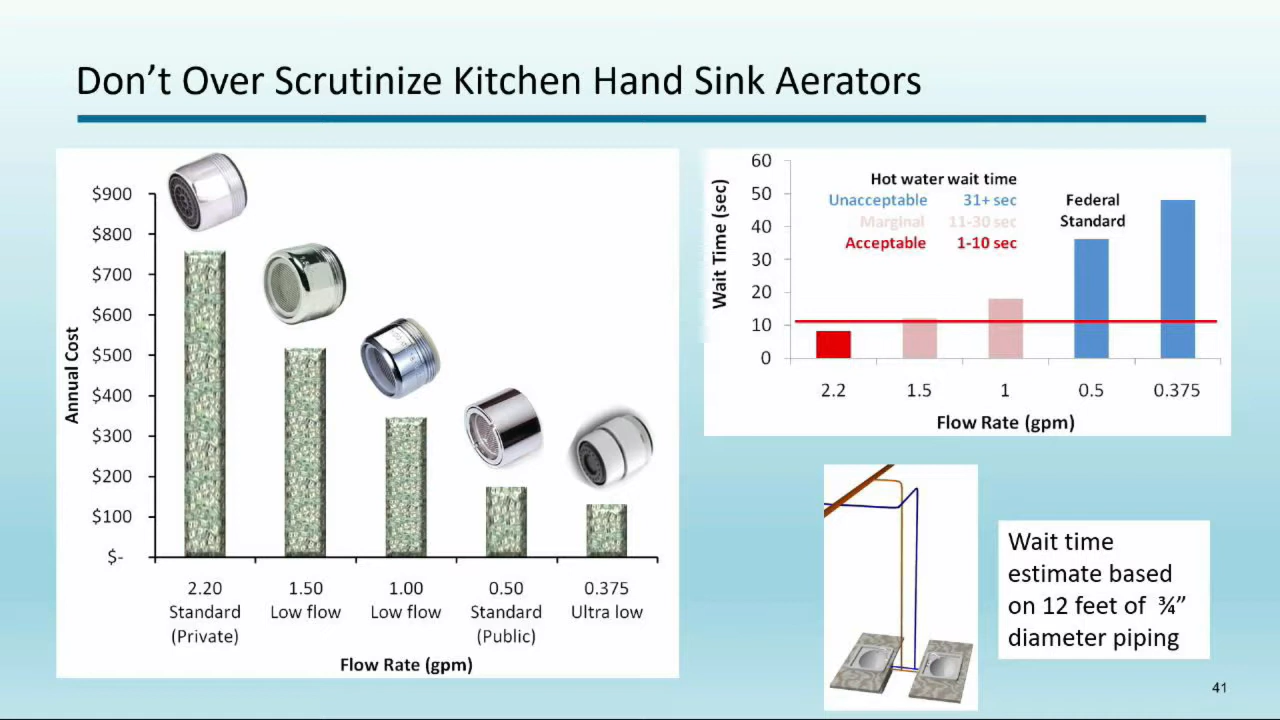 Don't Over Scrutinize Kitchen Hand Sink Aerators
Annual Cost
$900
$800
$700
$600
$500
$400
$300
$200
$100
$-
2.20 1.50 1.00 0.50 0.375
Standard Low flow Low flow Standard Ultra low
(Private) (Public)
Flow Rate (gpm)
Wait Time (sec)
60
50
40
30
20
10
0
Hot water wait time
Unacceptable 31+ sec
Marginal 11-30 sec
Acceptable 1-10 sec
Federal
Standard
2.2 1.5 1 0.5 0.375
Flow Rate (gpm)
Wait time
estimate based
on 12 feet of ¾”
diameter piping
41